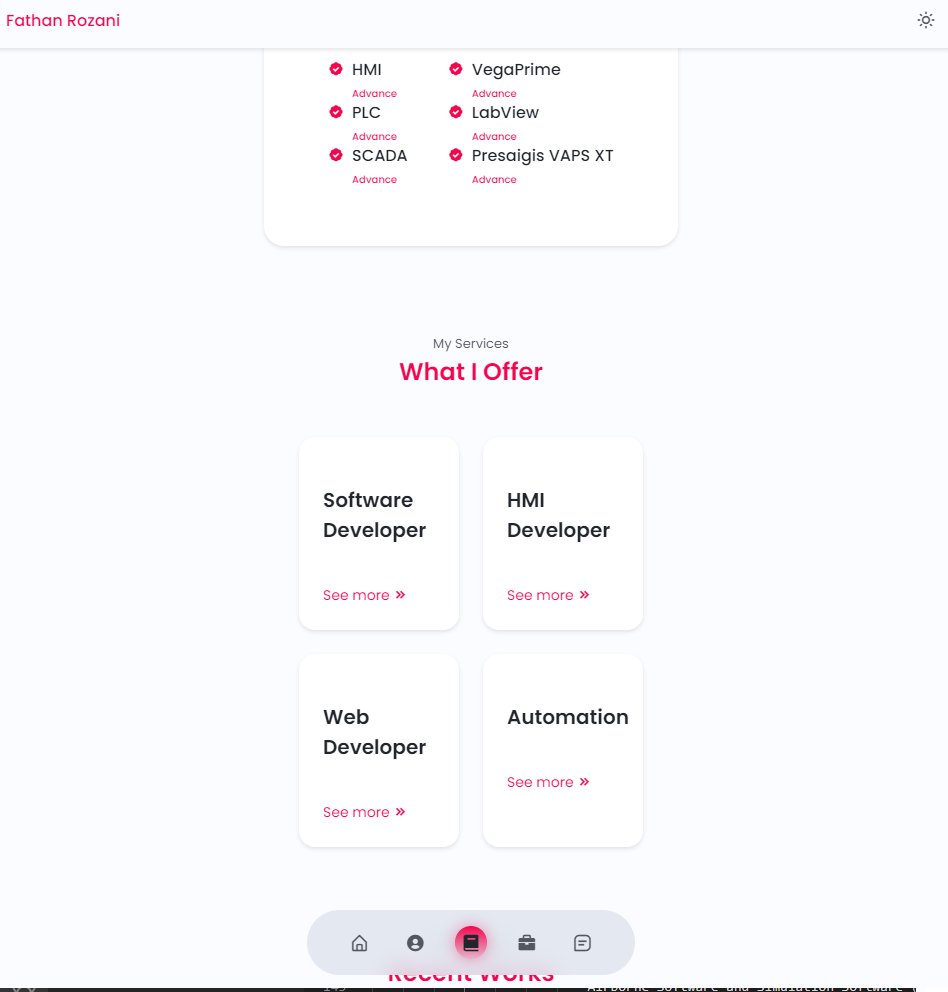 Fathan Rozani
HMI
Advance
VegaPrime
Advance
PLC
Advance
LabView
Advance
SCADA
Advance
Presaigis VAPS XT
Advance
My Services
What I Offer
Software
Developer
See more
HMI
Developer
See more
Web
Developer
See more
Automation
See more
Recent Works
Airborne Software and Simulation Software